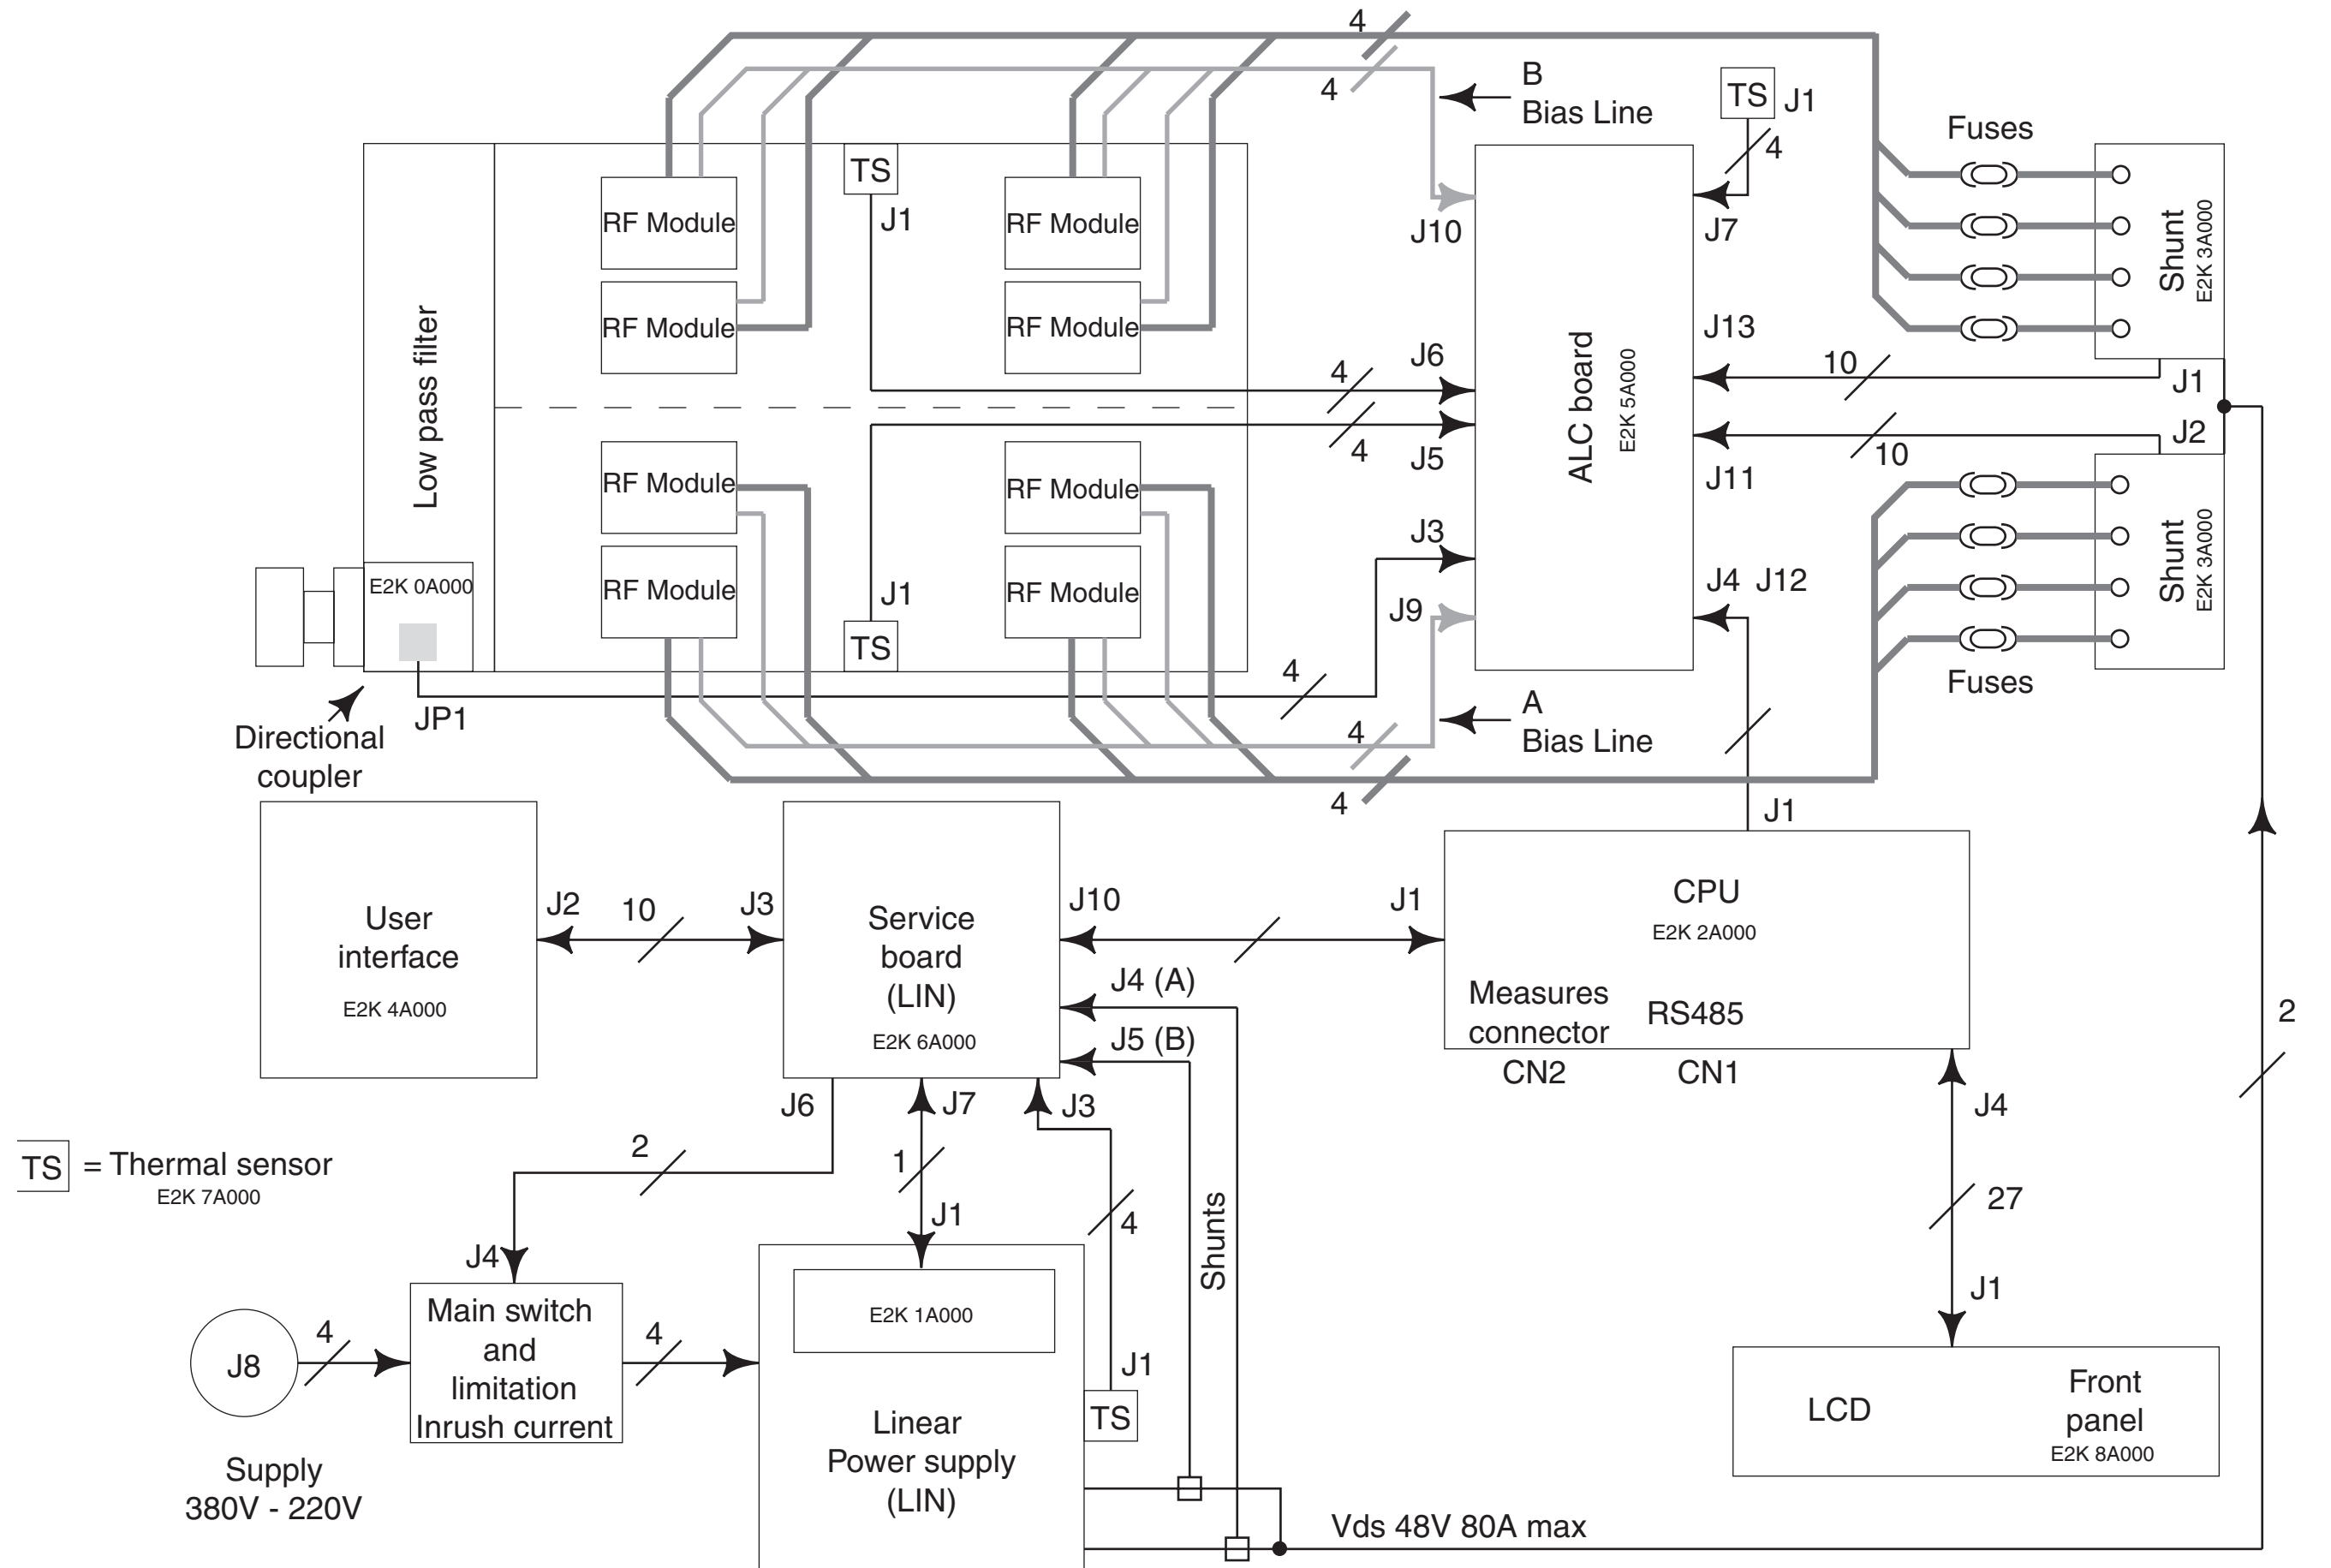 4
4
B
Bias Line
TS
J1
4
J7
Fuses
Shunt
E2K 3A000
RF Module
TS
J1
RF Module
J10
RF Module
RF Module
Low pass filter
ALC board
E2K 5A000
J13
10
J1
4
J6
4
J5
J2
10
J11
RF Module
RF Module
RF Module
RF Module
J1
TS
J3
J9
J4 J12
Shunt
E2K 3A000
Fuses
E2K 0A000
JP1
Directional
coupler
4
A
Bias Line
4
4
J1
User
interface
E2K 4A000
J2
10
J3
Service
board
(LIN)
E2K 6A000
J10
J1
J4 (A)
J5 (B)
CPU
E2K 2A000
Measures
connector
RS485
CN2
CN1
2
J6
J7
J3
J4
TS
= Thermal sensor
E2K 7A000
2
1
4
Shunts
27
J4
J1
J1
J8
4
Main switch
and
limitation
Inrush current
4
E2K 1A000
J1
TS
Linear
Power supply
(LIN)
LCD
Front
panel
E2K 8A000
Supply
380V - 220V
Vds 48V 80A max